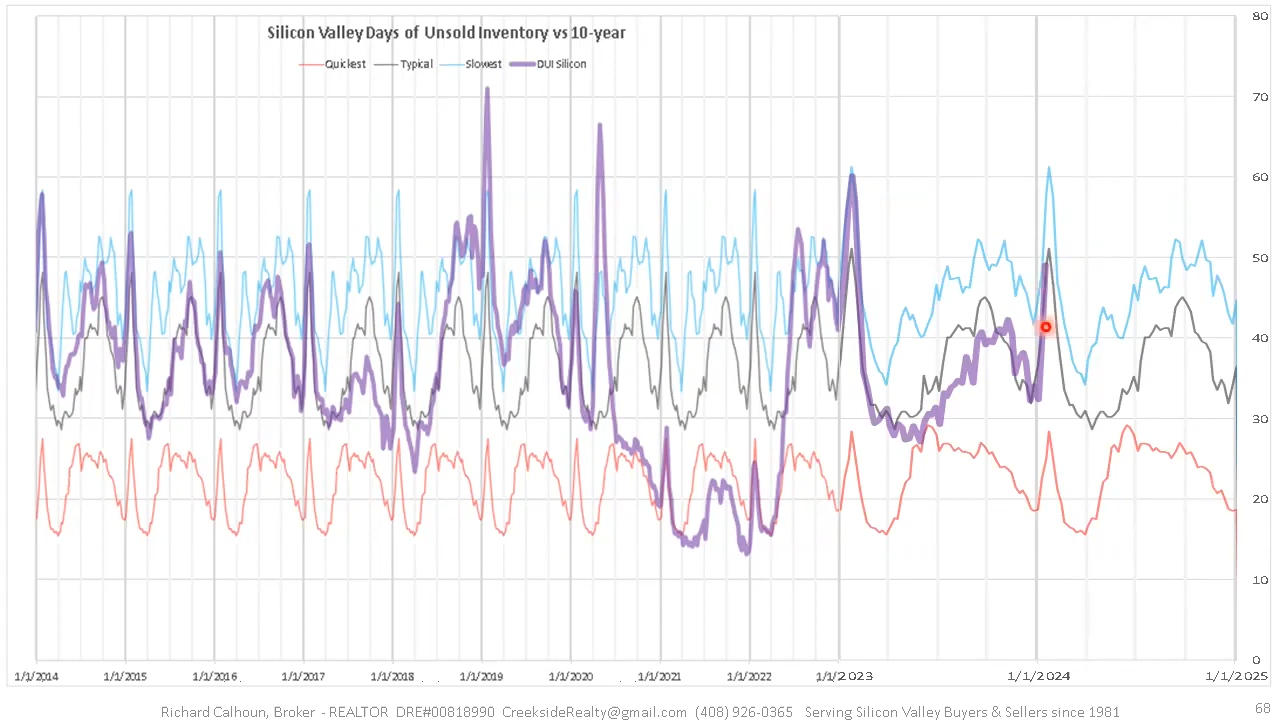 Silicon Valley Days of Unsold Inventory vs 10-year
Quickest Typical Slowest DUI Silicon
80
70
60
50
40
30
20
10
0
1/1/2014 1/1/2015 1/1/2016 1/1/2017 1/1/2018 1/1/2019 1/1/2020 1/1/2021 1/1/2022 1/1/2023 1/1/2024 1/1/2025
Richard Calhoun, Broker - REALTOR DRE#00818990 CreeksideRealty@gmail.com (408) 926-0365 Serving Silicon Valley Buyers & Sellers since 1981 68